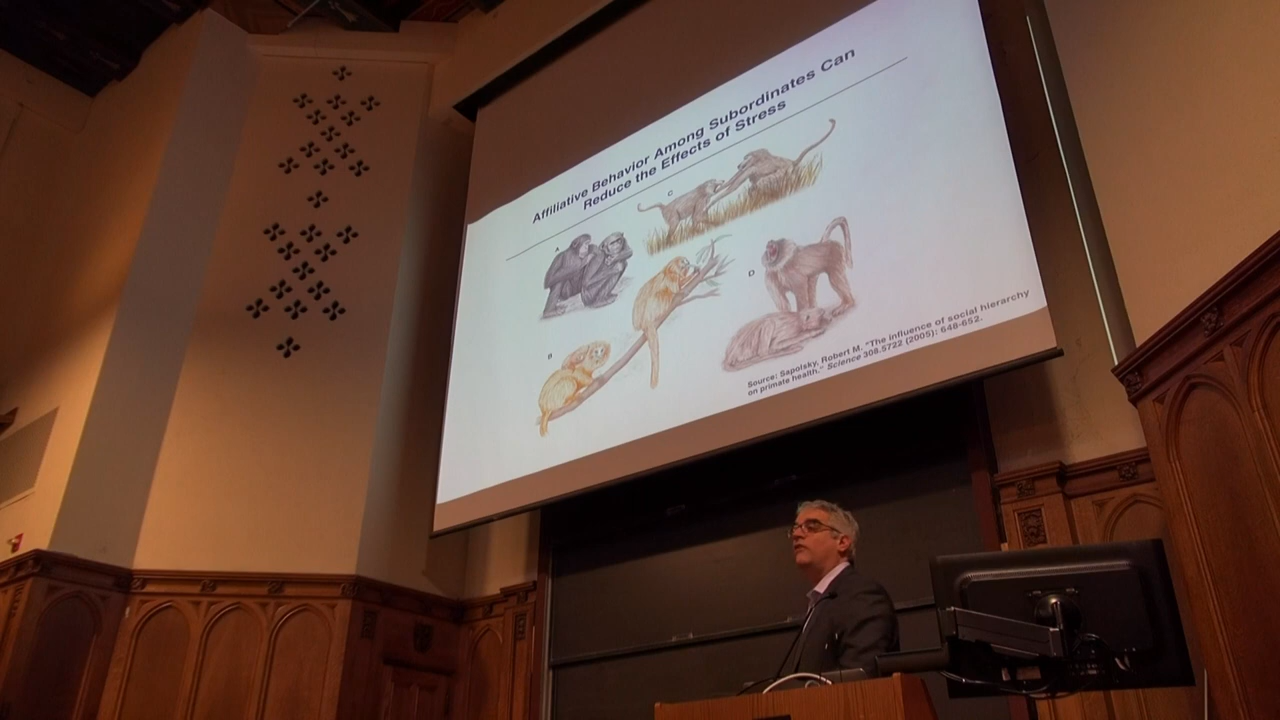 Affiliative Behavior Among Subordinates Can
Reduce the Effects of Stress
A
B
C
D
Source: Sapolsky, Robert M. "The influence of social hierarchy
on primate health." Science 308.5722 (2005): 648-652.